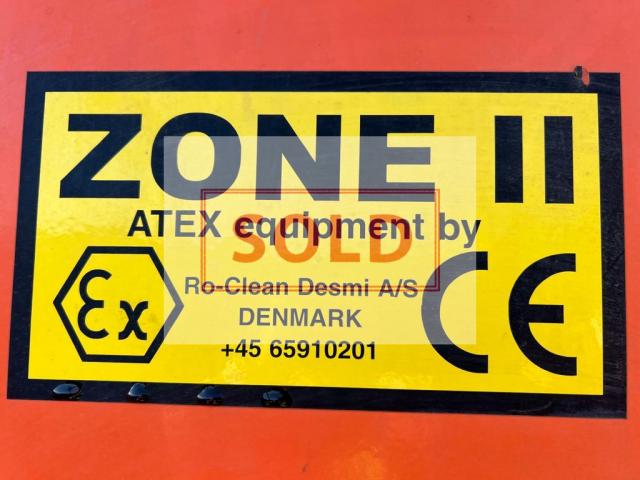 ZONE II
ATEX equipment by
SOLD
Ex
Ro-Clean Desmi A/S
DENMARK
+45 65910201
CE